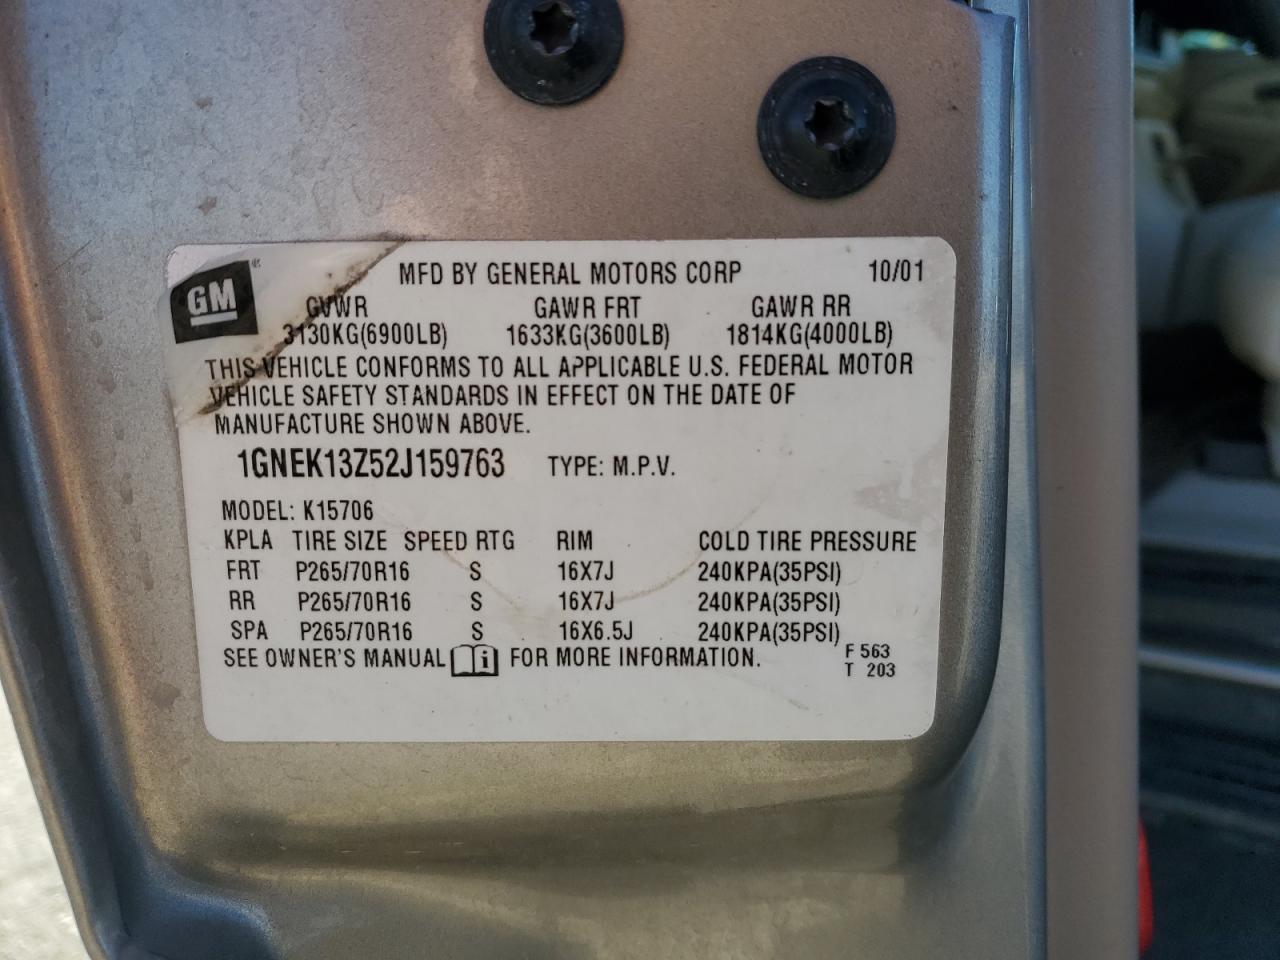 GM ®
MFD BY GENERAL MOTORS CORP 10/01
GVWR GAWR FRT GAWR RR
3130KG(6900LB) 1633KG(3600LB) 1814KG(4000LB)
THIS VEHICLE CONFORMS TO ALL APPLICABLE U.S. FEDERAL MOTOR
VEHICLE SAFETY STANDARDS IN EFFECT ON THE DATE OF
MANUFACTURE SHOWN ABOVE.
1GNEK13Z52J159763 TYPE: M.P.V.
MODEL: K15706
KPLA TIRE SIZE SPEED RTG RIM COLD TIRE PRESSURE
FRT P265/70R16 S 16X7J 240KPA(35PSI)
RR P265/70R16 S 16X7J 240KPA(35PSI)
SPA P265/70R16 S 16X6.5J 240KPA(35PSI)
SEE OWNER'S MANUAL i FOR MORE INFORMATION.
F 563
T 203